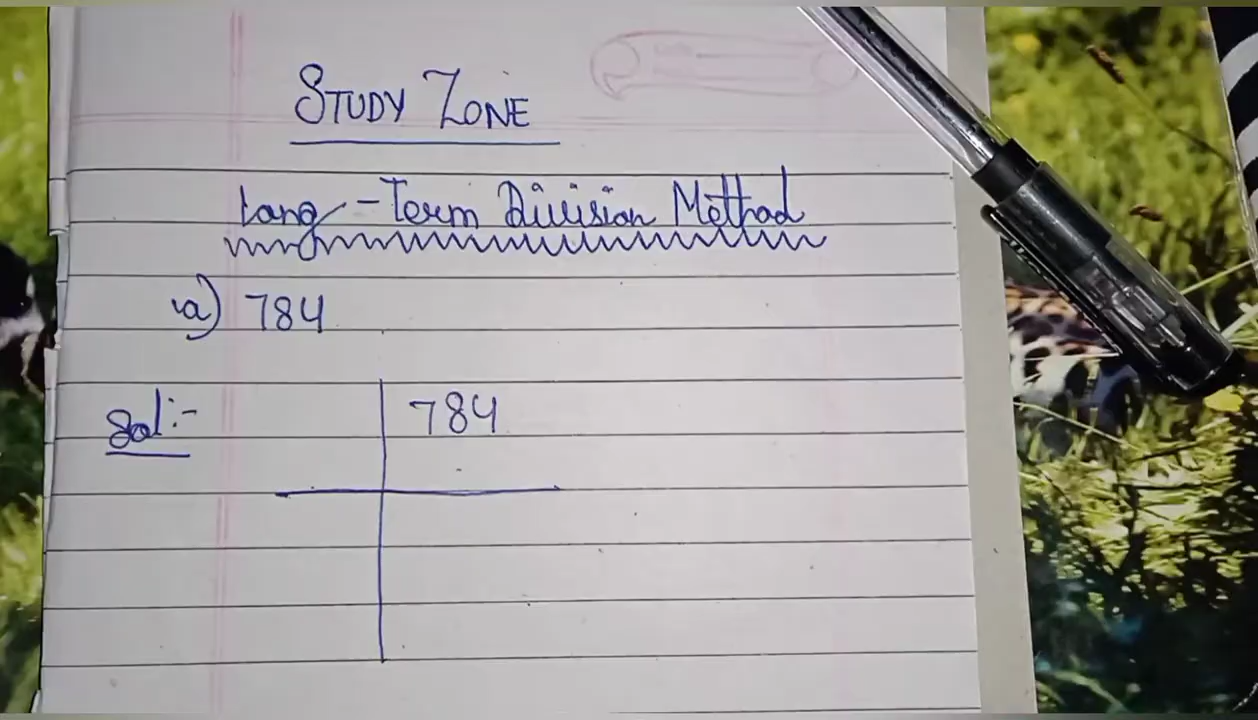 STUDY ZONE
Long-Term Division Method
a) 784
Sol:-
784